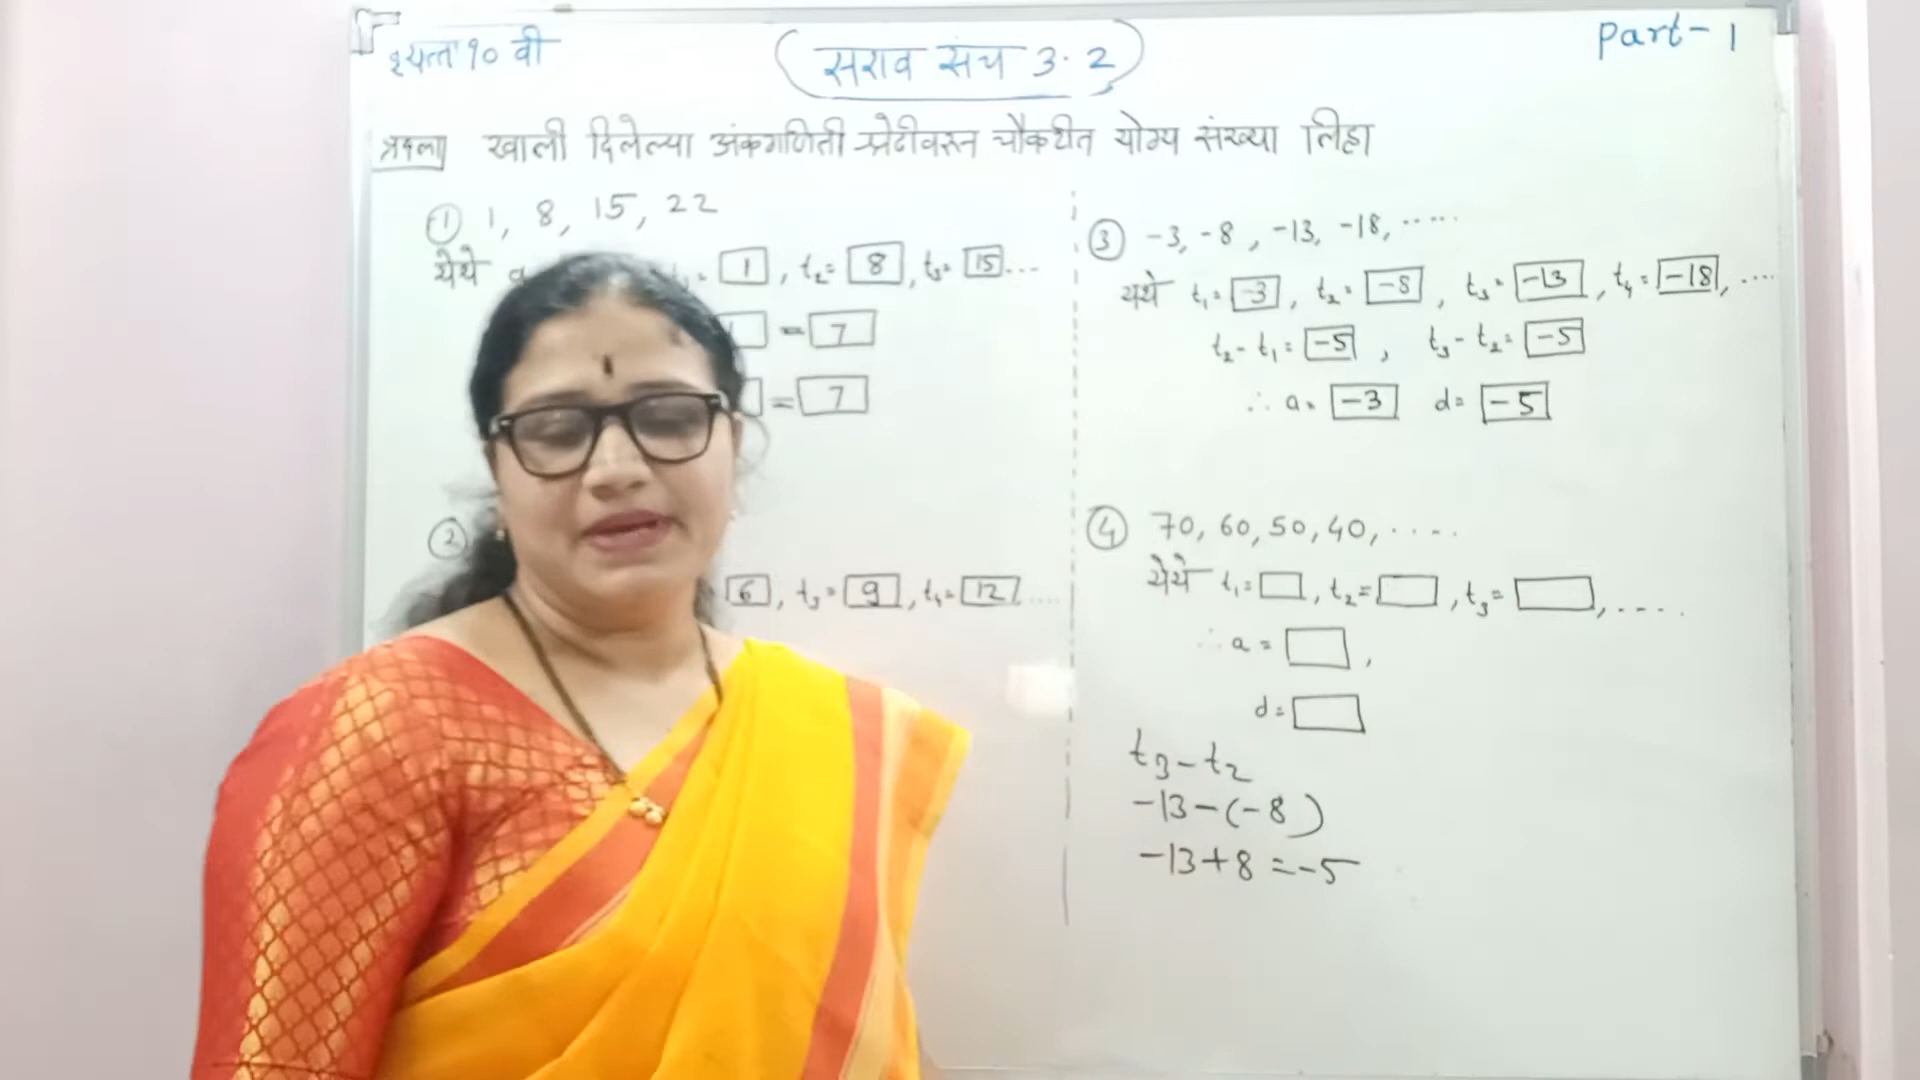 इयत्ता १० वी
सराव संच 3.2
Part-1
खाली दिलेल्या अंकगणिती श्रेढीवरून चौकटीत योग्य संख्या लिहा
① 1, 8, 15, 22
येथे a 1, t₂= 8, t₃= 15...
= 7
= 7
②
6, t₃= 9, t₄= 12 ....
③ -3, -8, -13, -18, .....
येथे t₁= -3, t₂= -8, t₃= -13, t₄= -18, ....
t₂-t₁= -5, t₃-t₂= -5
∴ a= -3 d= -5
④ 70, 60, 50, 40, .....
येथे t₁= , t₂= , t₃= , ....
∴ a= ,
d=
t₃-t₂
-13-(-8)
-13+8=-5